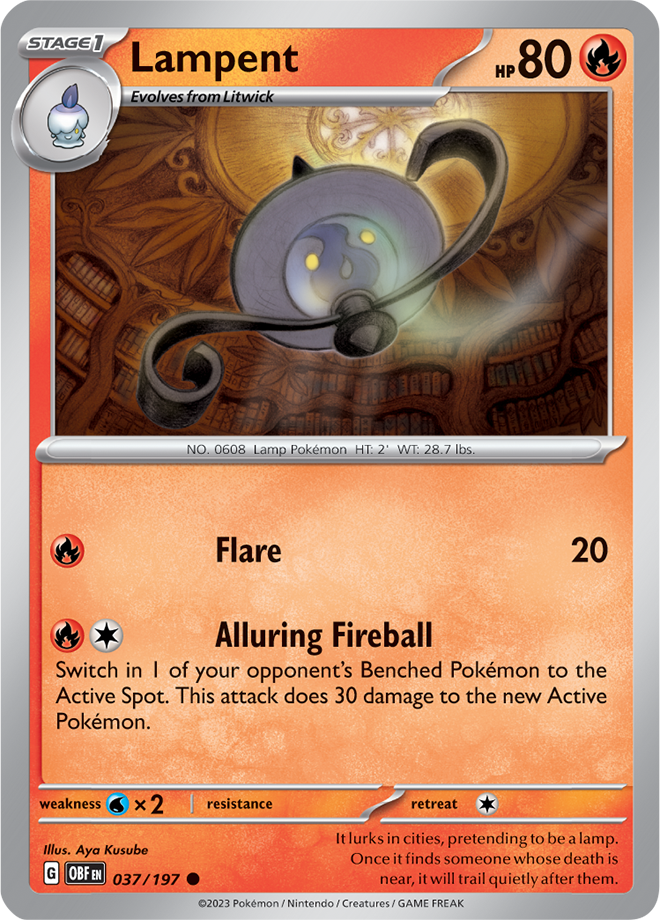 STAGE1
Lampent
HP 80
Evolves from Litwick
NO. 0608 Lamp Pokémon HT: 2' WT: 28.7 lbs.
Flare 20
Alluring Fireball
Switch in 1 of your opponent's Benched Pokémon to the
Active Spot. This attack does 30 damage to the new Active
Pokémon.
weakness ×2 resistance retreat
Illus. Aya Kusube
It lurks in cities, pretending to be a lamp.
Once it finds someone whose death is
near, it will trail quietly after them.
G OBF EN 037/197
©2023 Pokémon / Nintendo / Creatures / GAME FREAK